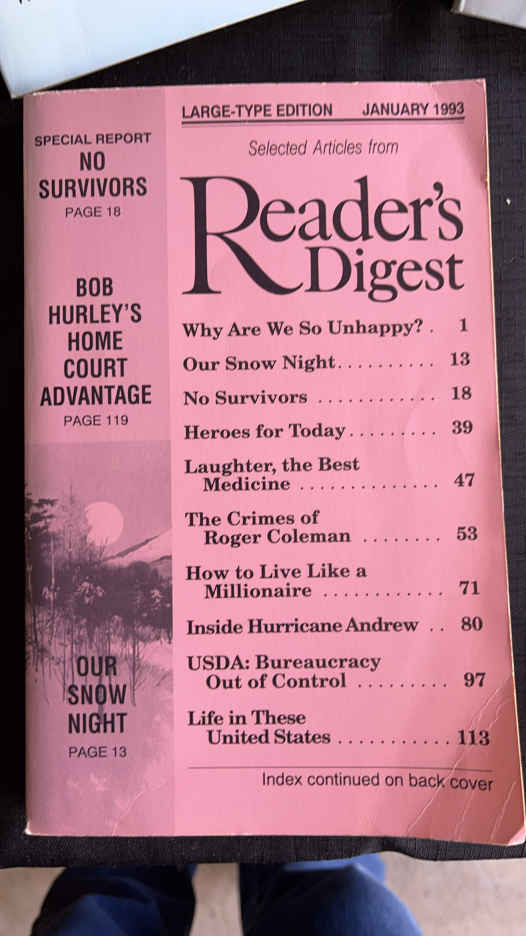 LARGE-TYPE EDITION JANUARY 1993
SPECIAL REPORT
NO
SURVIVORS
PAGE 18
BOB
HURLEY'S
HOME
COURT
ADVANTAGE
PAGE 119
OUR
SNOW
NIGHT
PAGE 13
Selected Articles from
Reader's
Digest
Why Are We So Unhappy? . 1
Our Snow Night . . . . . . . . . . 13
No Survivors . . . . . . . . . . . . 18
Heroes for Today . . . . . . . . . 39
Laughter, the Best
Medicine . . . . . . . . . . . . . . 47
The Crimes of
Roger Coleman . . . . . . . . 53
How to Live Like a
Millionaire . . . . . . . . . . . . 71
Inside Hurricane Andrew . . 80
USDA: Bureaucracy
Out of Control . . . . . . . . . 97
Life in These
United States . . . . . . . . . . . 113
Index continued on back cover